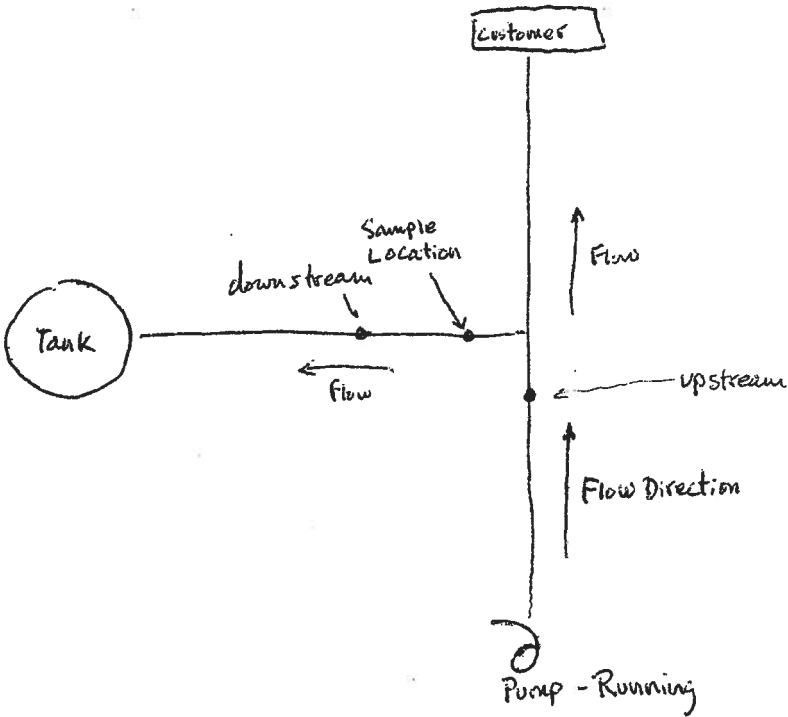 Customer
Sample
Location
Flow
downstream
Tank
Flow
upstream
Flow Direction
Pump - Running